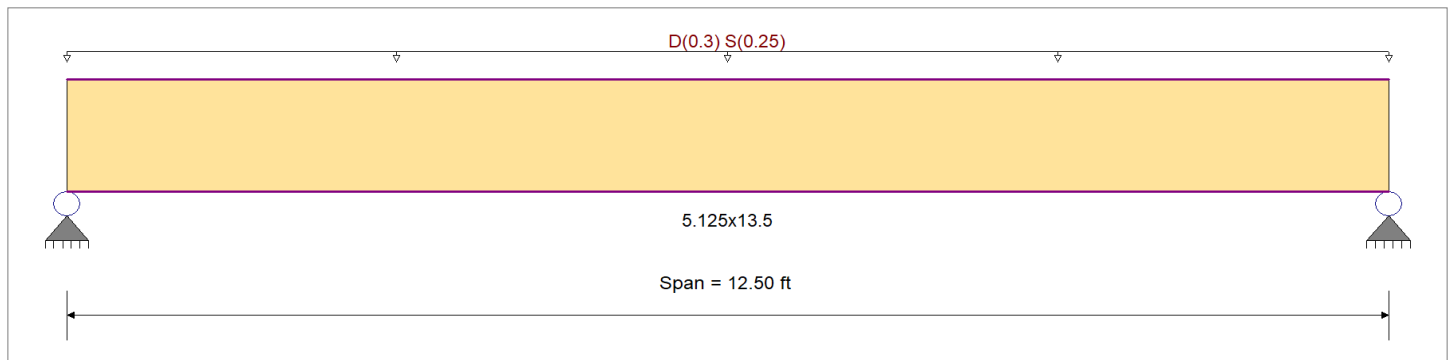 D(0.3) S(0.25)
5.125x13.5
Span = 12.50 ft